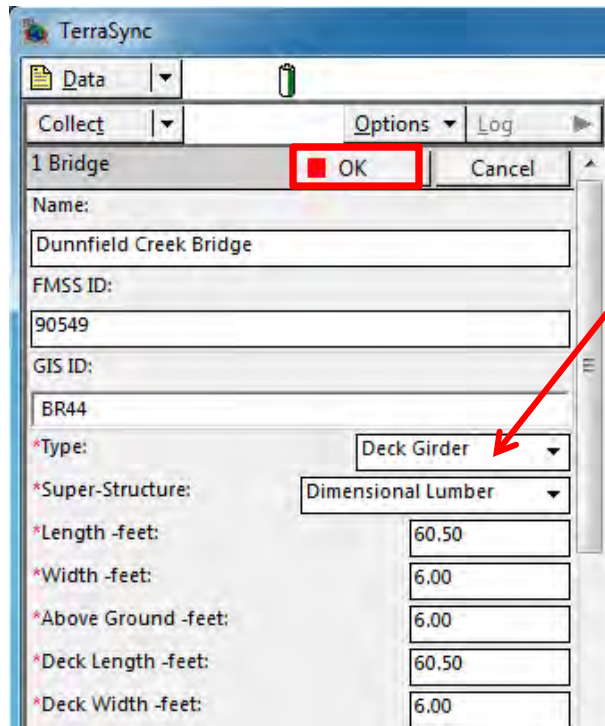 TerraSync
Data
Collect Options Log
1 Bridge OK Cancel
Name:
Dunnfield Creek Bridge
FMSS ID:
90549
GIS ID:
BR44
*Type: Deck Girder
*Super-Structure: Dimensional Lumber
*Length -feet: 60.50
*Width -feet: 6.00
*Above Ground -feet: 6.00
*Deck Length -feet: 60.50
*Deck Width -feet: 6.00